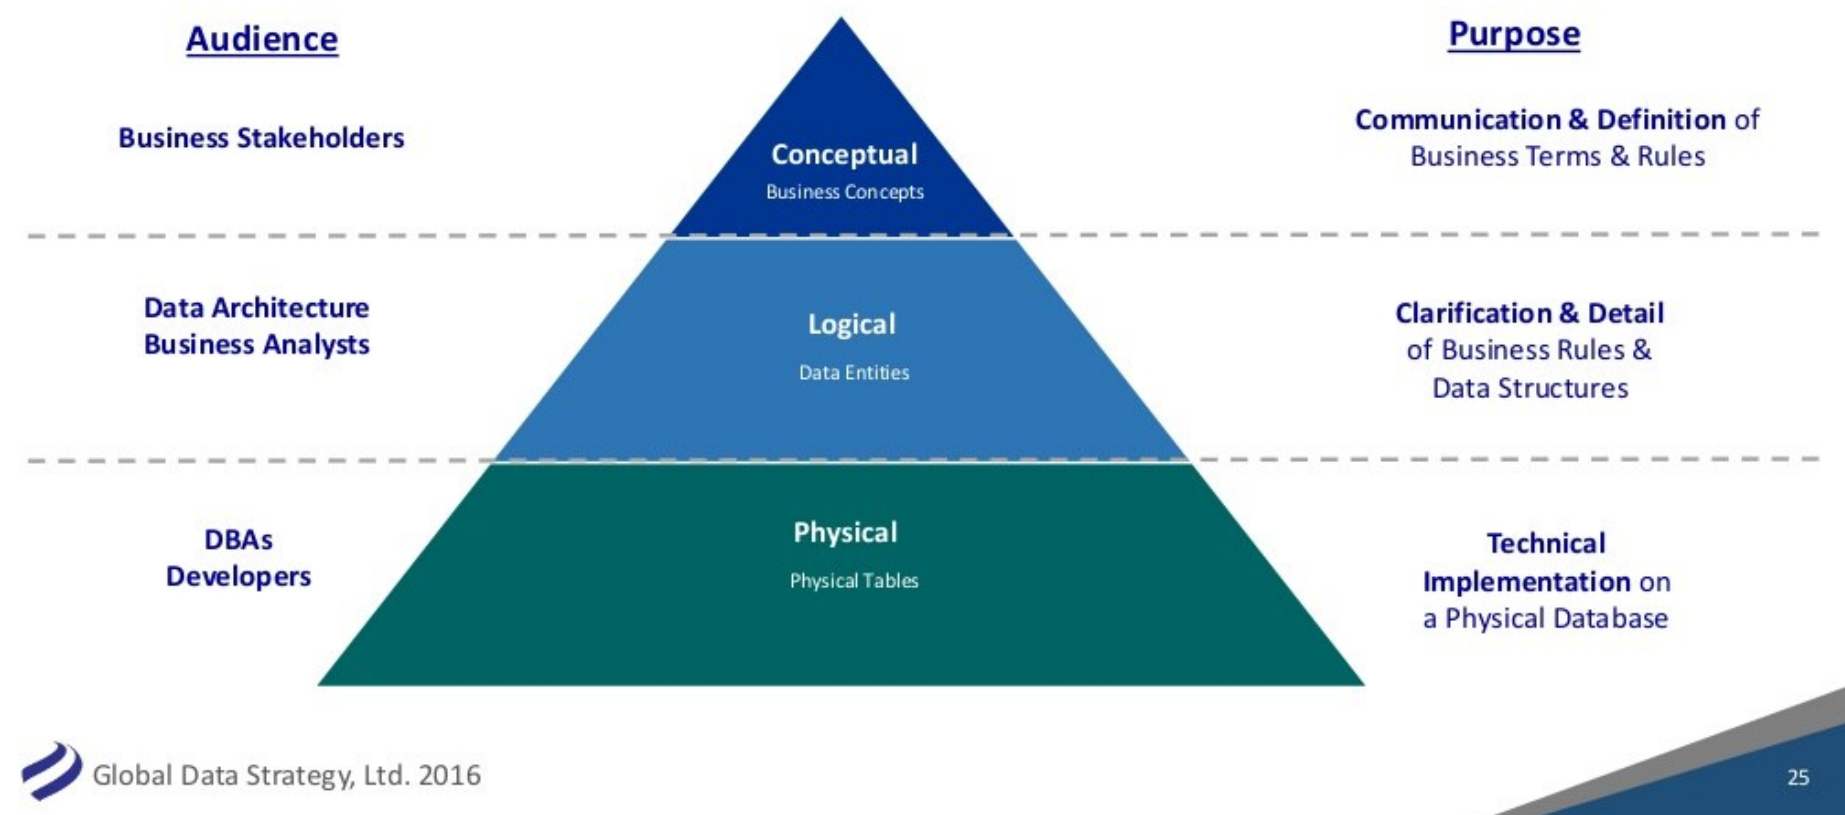 Audience
Purpose
Business Stakeholders
Conceptual
Business Concepts
Communication & Definition of
Business Terms & Rules
Data Architecture
Business Analysts
Logical
Data Entities
Clarification & Detail
of Business Rules &
Data Structures
DBAs
Developers
Physical
Physical Tables
Technical
Implementation on
a Physical Database
Global Data Strategy, Ltd. 2016
25